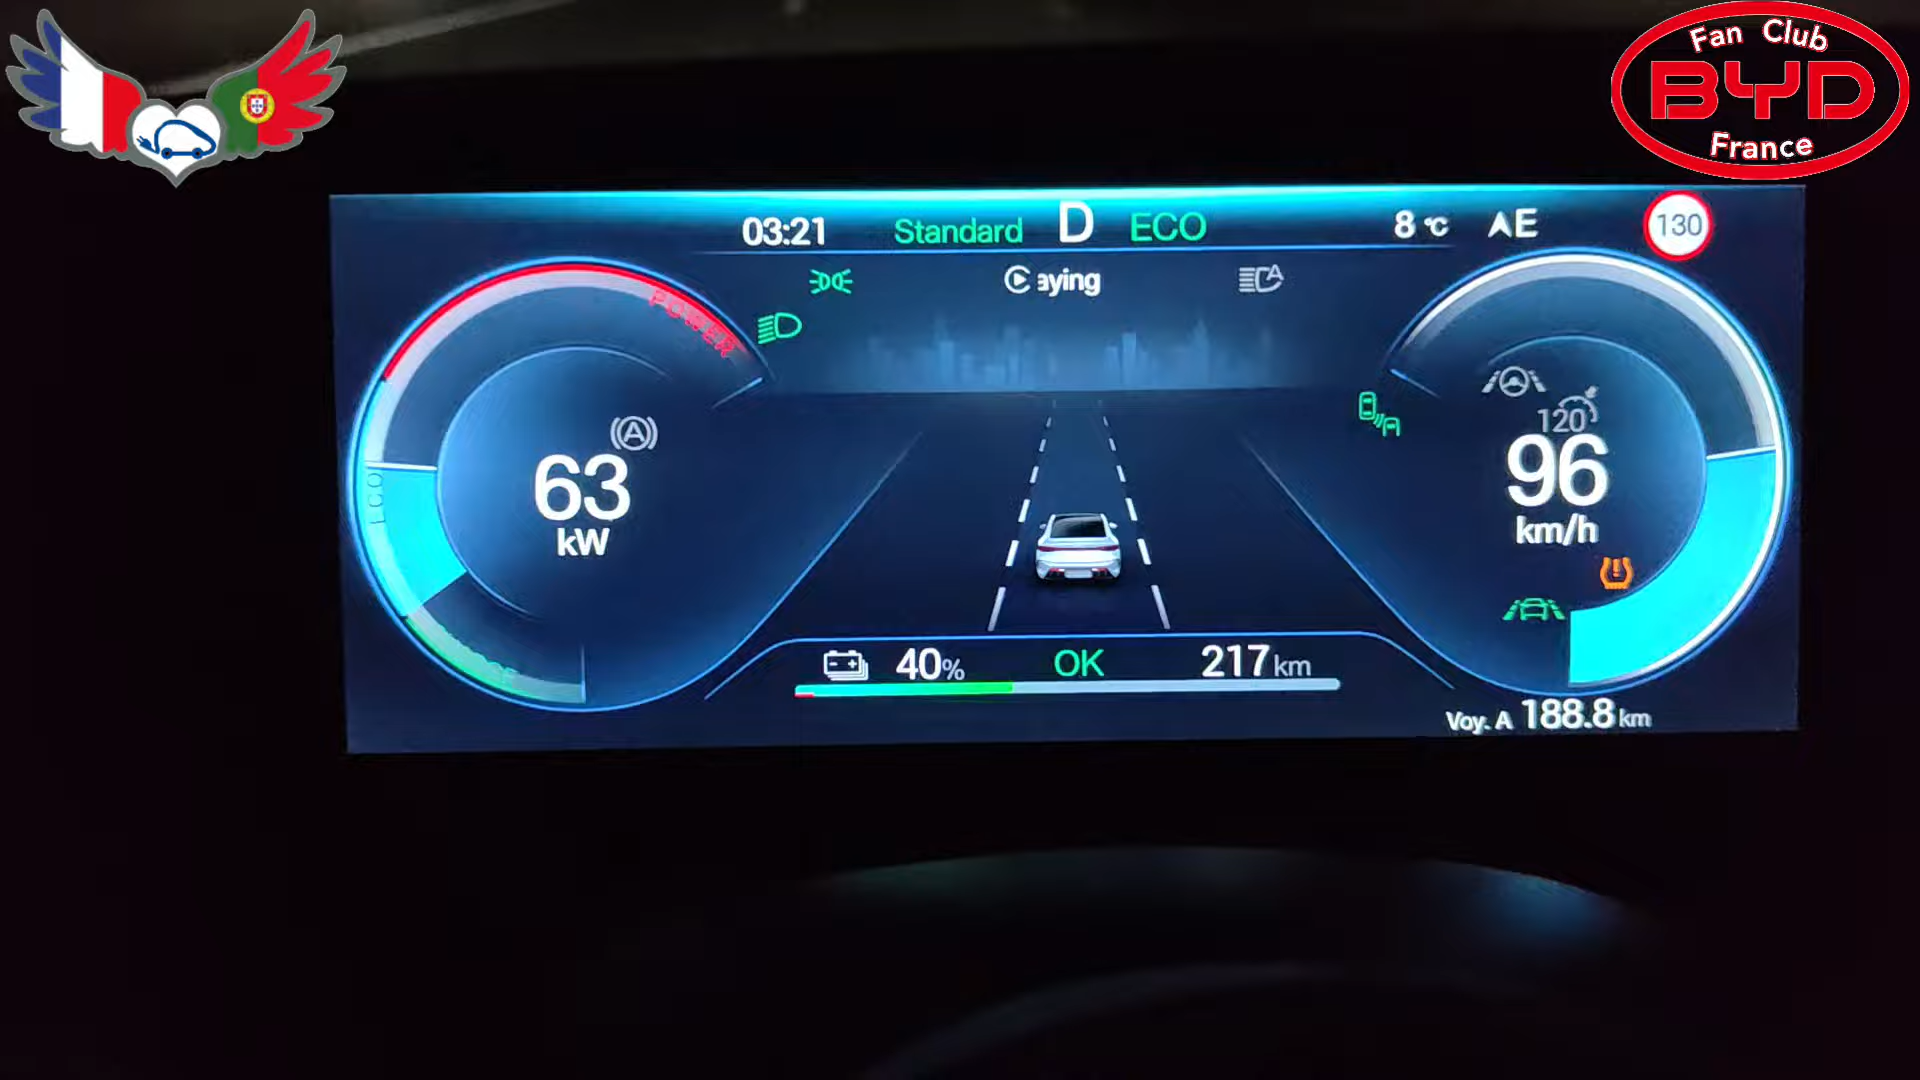 Fan Club
BYD
France
03:21 Standard D ECO 8 °C AE 130
aying
POWER
A
120
63
kW
ECO
96
km/h
40% OK 217 km
Voy. A 188.8 km